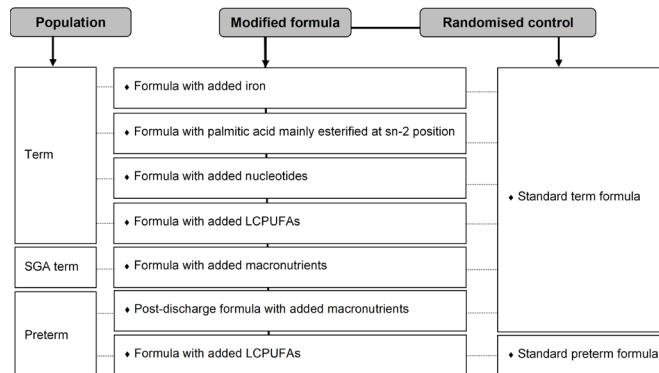 Population
Modified formula
Randomised control
Term
♦ Formula with added iron
♦ Formula with palmitic acid mainly esterified at sn-2 position
♦ Formula with added nucleotides
♦ Formula with added LCPUFAs
♦ Standard term formula
SGA term
♦ Formula with added macronutrients
Preterm
♦ Post-discharge formula with added macronutrients
♦ Formula with added LCPUFAs
♦ Standard preterm formula